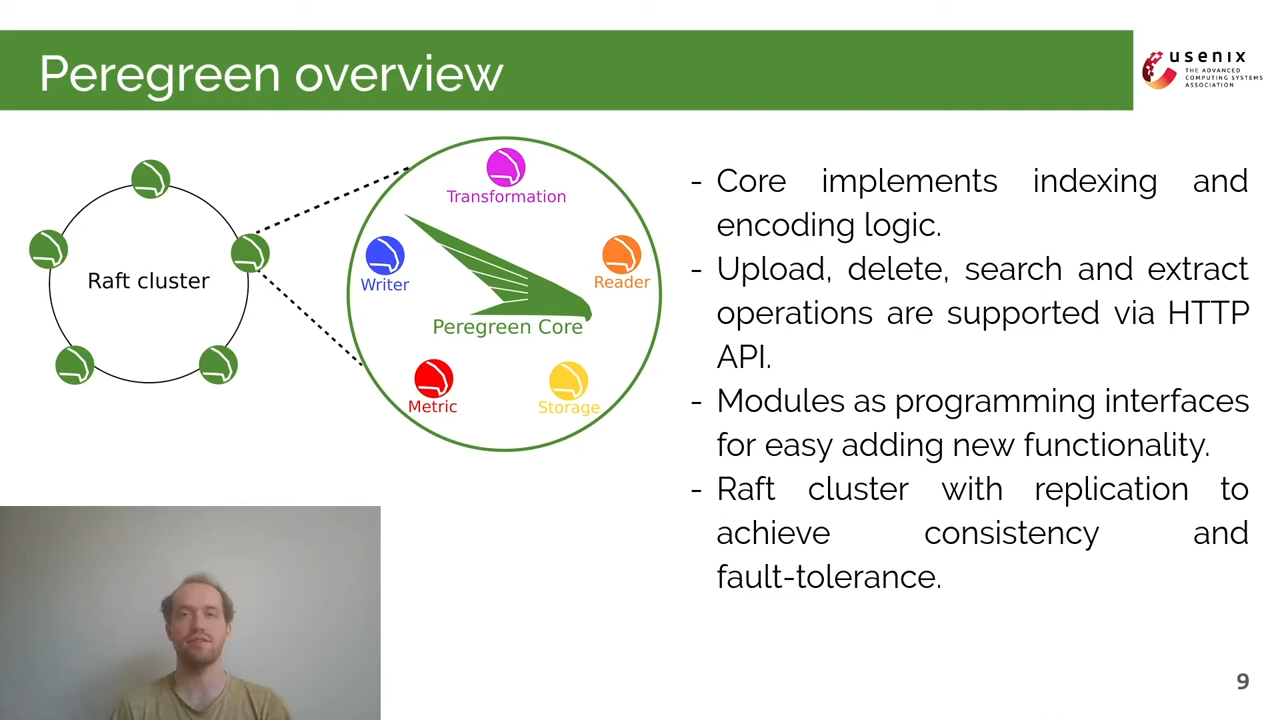 Peregreen overview
usenix
THE ADVANCED
COMPUTING SYSTEMS
ASSOCIATION
Raft cluster
Transformation
Writer
Reader
Peregreen Core
Metric
Storage
- Core implements indexing and
encoding logic.
- Upload, delete, search and extract
operations are supported via HTTP
API.
- Modules as programming interfaces
for easy adding new functionality.
- Raft cluster with replication to
achieve consistency and
fault-tolerance.
9